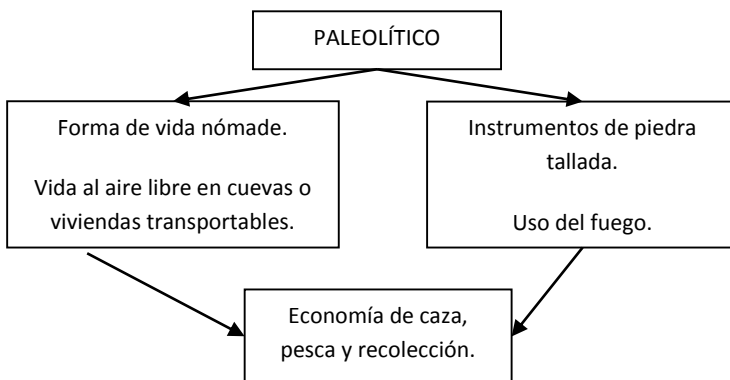 PALEOLÍTICO
Forma de vida nómade.
Vida al aire libre en cuevas o
viviendas transportables.
Instrumentos de piedra
tallada.
Uso del fuego.
Economía de caza,
pesca y recolección.